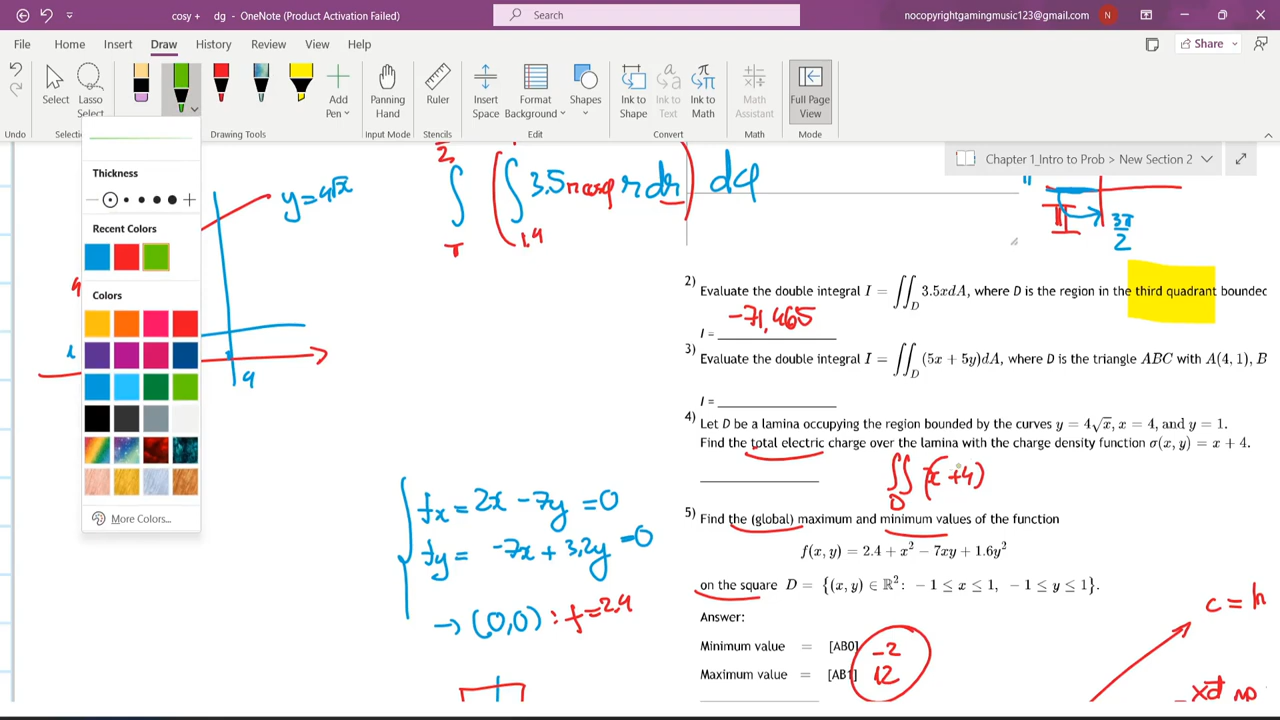 cosy + dg - OneNote (Product Activation Failed)
Search
nocopyrightgamingmusic123@gmail.com
N
File Home Insert Draw History Review View Help
Share
Select
Lasso Select
Add Pen
Panning Hand
Ruler
Insert Space
Format Background
Shapes
Ink to Shape
Ink to Text
Ink to Math
Math Assistant
Full Page View
Undo
Drawing Tools
Input Mode
Stencils
Edit
Convert
Math
Mode
Chapter 1_Intro to Prob > New Section 2
Thickness
Recent Colors
Colors
More Colors...
y=4√x
4
dφ
1,4
π
3π/2
2) Evaluate the double integral I = ∬_D 3.5xdA, where D is the region in the third quadrant bounded
-71,465
I =
3) Evaluate the double integral I = ∬_D (5x + 5y)dA, where D is the triangle ABC with A(4, 1), B
I =
4) Let D be a lamina occupying the region bounded by the curves y = 4√x, x = 4, and y = 1.
Find the total electric charge over the lamina with the charge density function σ(x, y) = x + 4.
∬_D (x + 4)
5) Find the (global) maximum and minimum values of the function
f(x, y) = 2.4 + x² − 7xy + 1.6y²
on the square D = {(x, y) ∈ ℝ² : − 1 ≤ x ≤ 1, − 1 ≤ y ≤ 1}.
Answer:
Minimum value = [AB0] -2
Maximum value = [AB1] 12
fx = 2x - 7y = 0
fy = -7x + 3,2y = 0
→ (0,0) : f = 2.4